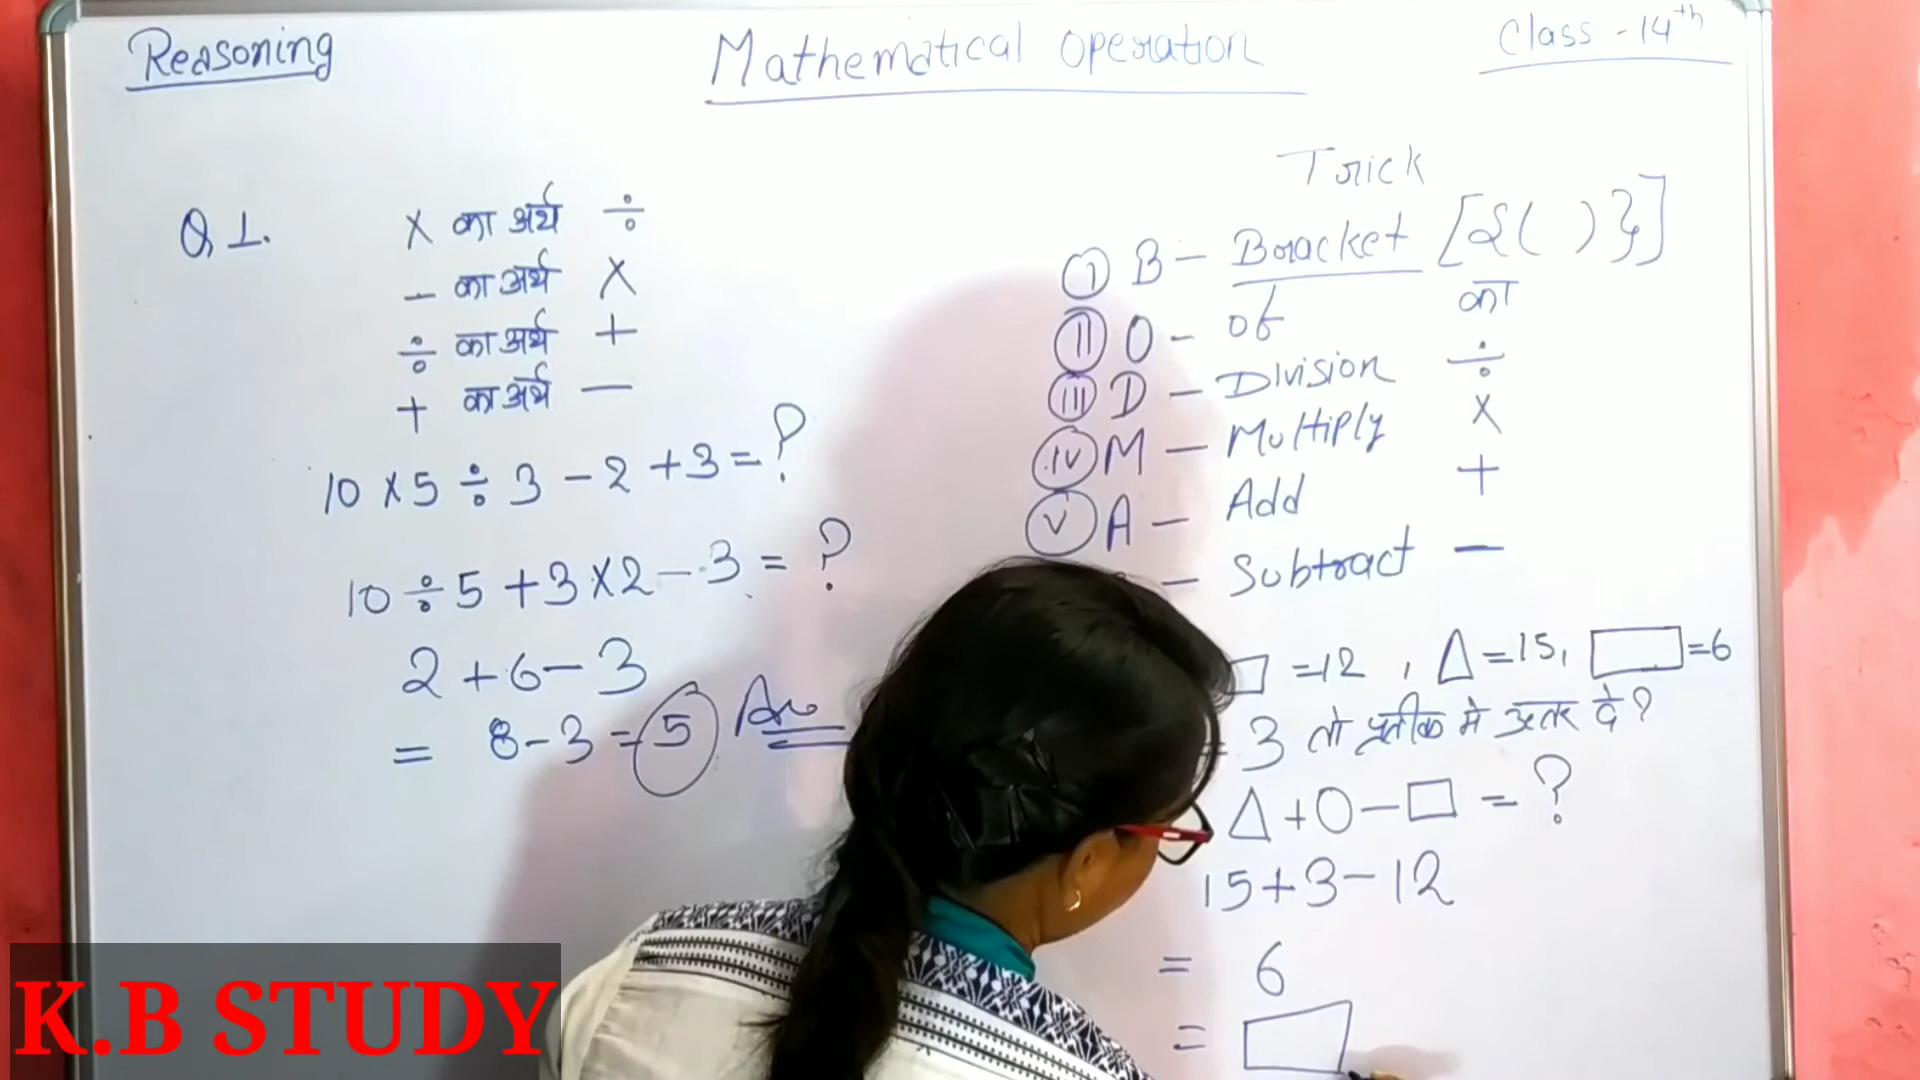 Reasoning
Mathematical Operation
Class - 14th
Q 1.
× का अर्थ ÷
- का अर्थ ×
÷ का अर्थ +
+ का अर्थ -
10 × 5 ÷ 3 - 2 + 3 = ?
10 ÷ 5 + 3 × 2 - 3 = ?
2 + 6 - 3
= 8 - 3 = 5 Ans
Trick
(i) B - Bracket [{( )}]
(ii) O - of का
(iii) D - Division ÷
(iv) M - Multiply ×
(v) A - Add +
- Subtract -
□ = 12 , △ = 15, ▭ = 6
= 3 तो प्रतीक मे उत्तर दे ?
△ + O - □ = ?
15 + 3 - 12
= 6
= ▭
K.B STUDY